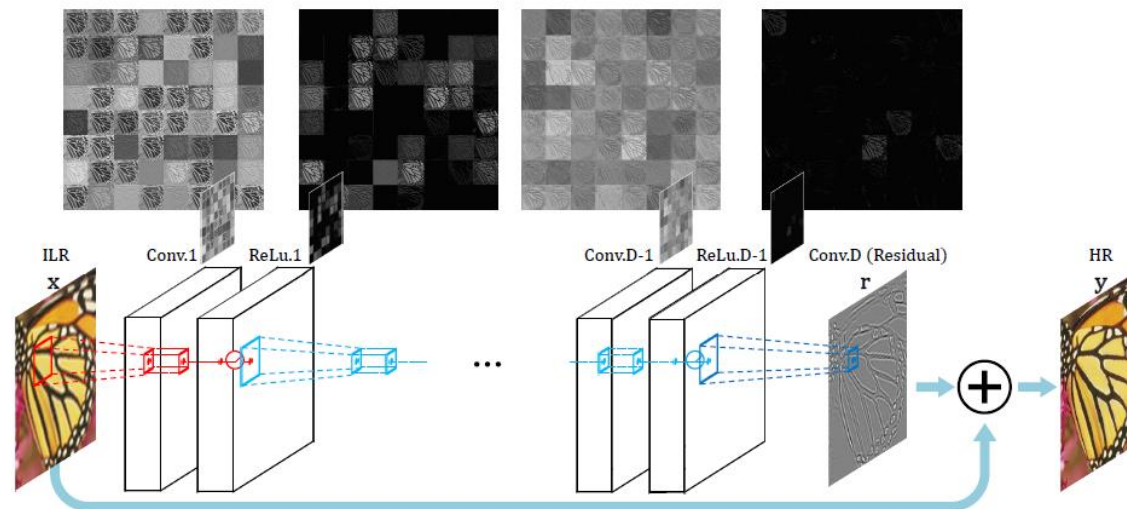 ILR
x
Conv.1
ReLu.1
Conv.D-1
ReLu.D-1
Conv.D (Residual)
r
HR
y
...